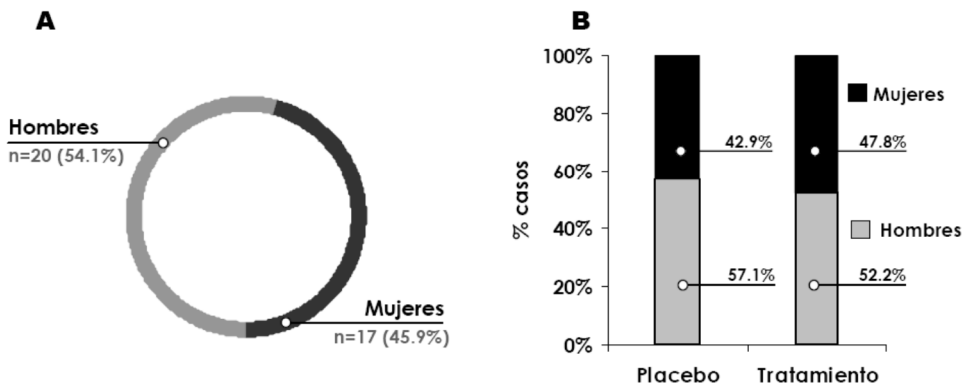 A
Hombres
n=20 (54.1%)
Mujeres
n=17 (45.9%)
B
100%
80%
60%
40%
20%
0%
% casos
42.9%
47.8%
57.1%
52.2%
Mujeres
Hombres
Placebo
Tratamiento